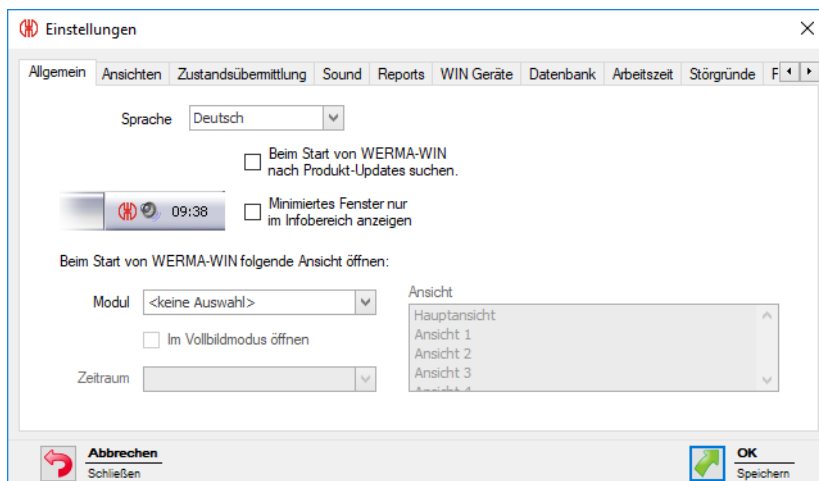 Einstellungen
Allgemein Ansichten Zustandsübermittlung Sound Reports WIN Geräte Datenbank Arbeitszeit Störgründe F
Sprache Deutsch
Beim Start von WERMA-WIN
nach Produkt-Updates suchen.
09:38
Minimiertes Fenster nur
im Infobereich anzeigen
Beim Start von WERMA-WIN folgende Ansicht öffnen:
Modul <keine Auswahl>
Im Vollbildmodus öffnen
Zeitraum
Ansicht
Hauptansicht
Ansicht 1
Ansicht 2
Ansicht 3
Ansicht 4
Abbrechen
Schließen
OK
Speichern